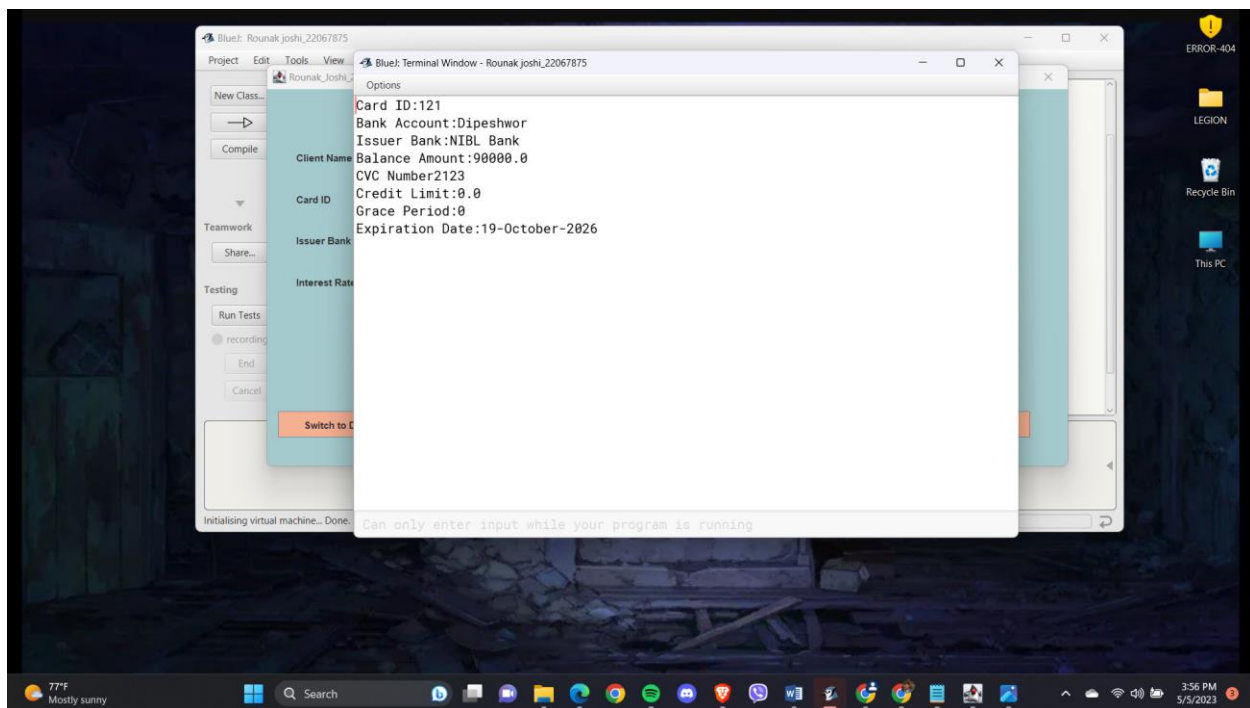 ERROR-404
LEGION
Recycle Bin
This PC
BlueJ: Rounak joshi_22067875
Project Edit Tools View
New Class...
Compile
Teamwork
Share...
Testing
Run Tests
recording
End
Cancel
Initialising virtual machine... Done.
Rounak_Joshi_2
Client Name
Card ID
Issuer Bank
Interest Rate
Switch to D
BlueJ: Terminal Window - Rounak joshi_22067875
Options
Card ID:121
Bank Account:Dipeshwor
Issuer Bank:NIBL Bank
Balance Amount:90000.0
CVC Number2123
Credit Limit:0.0
Grace Period:0
Expiration Date:19-October-2026
Can only enter input while your program is running
77°F
Mostly sunny
Search
3:56 PM
5/5/2023
3